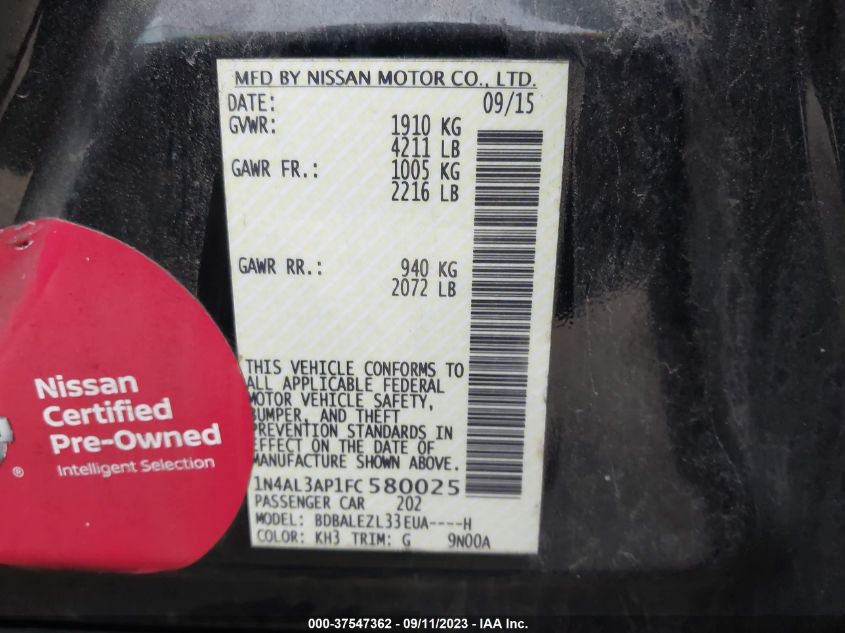 MFD BY NISSAN MOTOR CO., LTD.
DATE: 09/15
GVWR: 1910 KG
4211 LB
GAWR FR.: 1005 KG
2216 LB
GAWR RR.: 940 KG
2072 LB
THIS VEHICLE CONFORMS TO
ALL APPLICABLE FEDERAL
MOTOR VEHICLE SAFETY,
BUMPER, AND THEFT
PREVENTION STANDARDS IN
EFFECT ON THE DATE OF
MANUFACTURE SHOWN ABOVE.
1N4AL3AP1FC580025
PASSENGER CAR 202
MODEL: BDBALEZL33EUA----H
COLOR: KH3 TRIM: G 9N00A
Nissan
Certified
Pre-Owned
Intelligent Selection
®
000-37547362 - 09/11/2023 - IAA Inc.